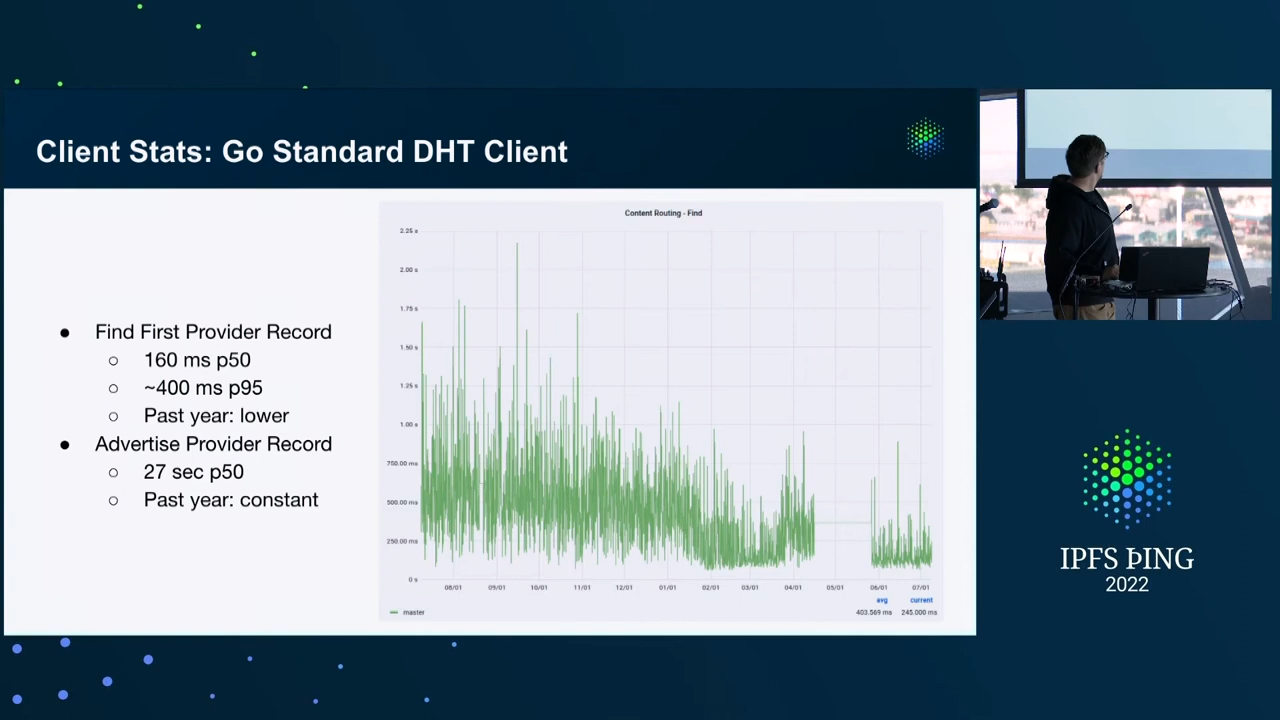 Client Stats: Go Standard DHT Client
● Find First Provider Record
○ 160 ms p50
○ ~400 ms p95
○ Past year: lower
● Advertise Provider Record
○ 27 sec p50
○ Past year: constant
Content Routing - Find
2.25 s
2.00 s
1.75 s
1.50 s
1.25 s
1.00 s
750.00 ms
500.00 ms
250.00 ms
0 s
08/01 09/01 10/01 11/01 12/01 01/01 02/01 03/01 04/01 05/01 06/01 07/01
avg current
master 403.569 ms 245.000 ms
IPFS ÞING
2022